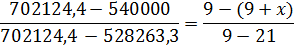 702124,4 − 540000 / 702124,4 − 528263,3 = 9 − (9 + x) / 9 − 21